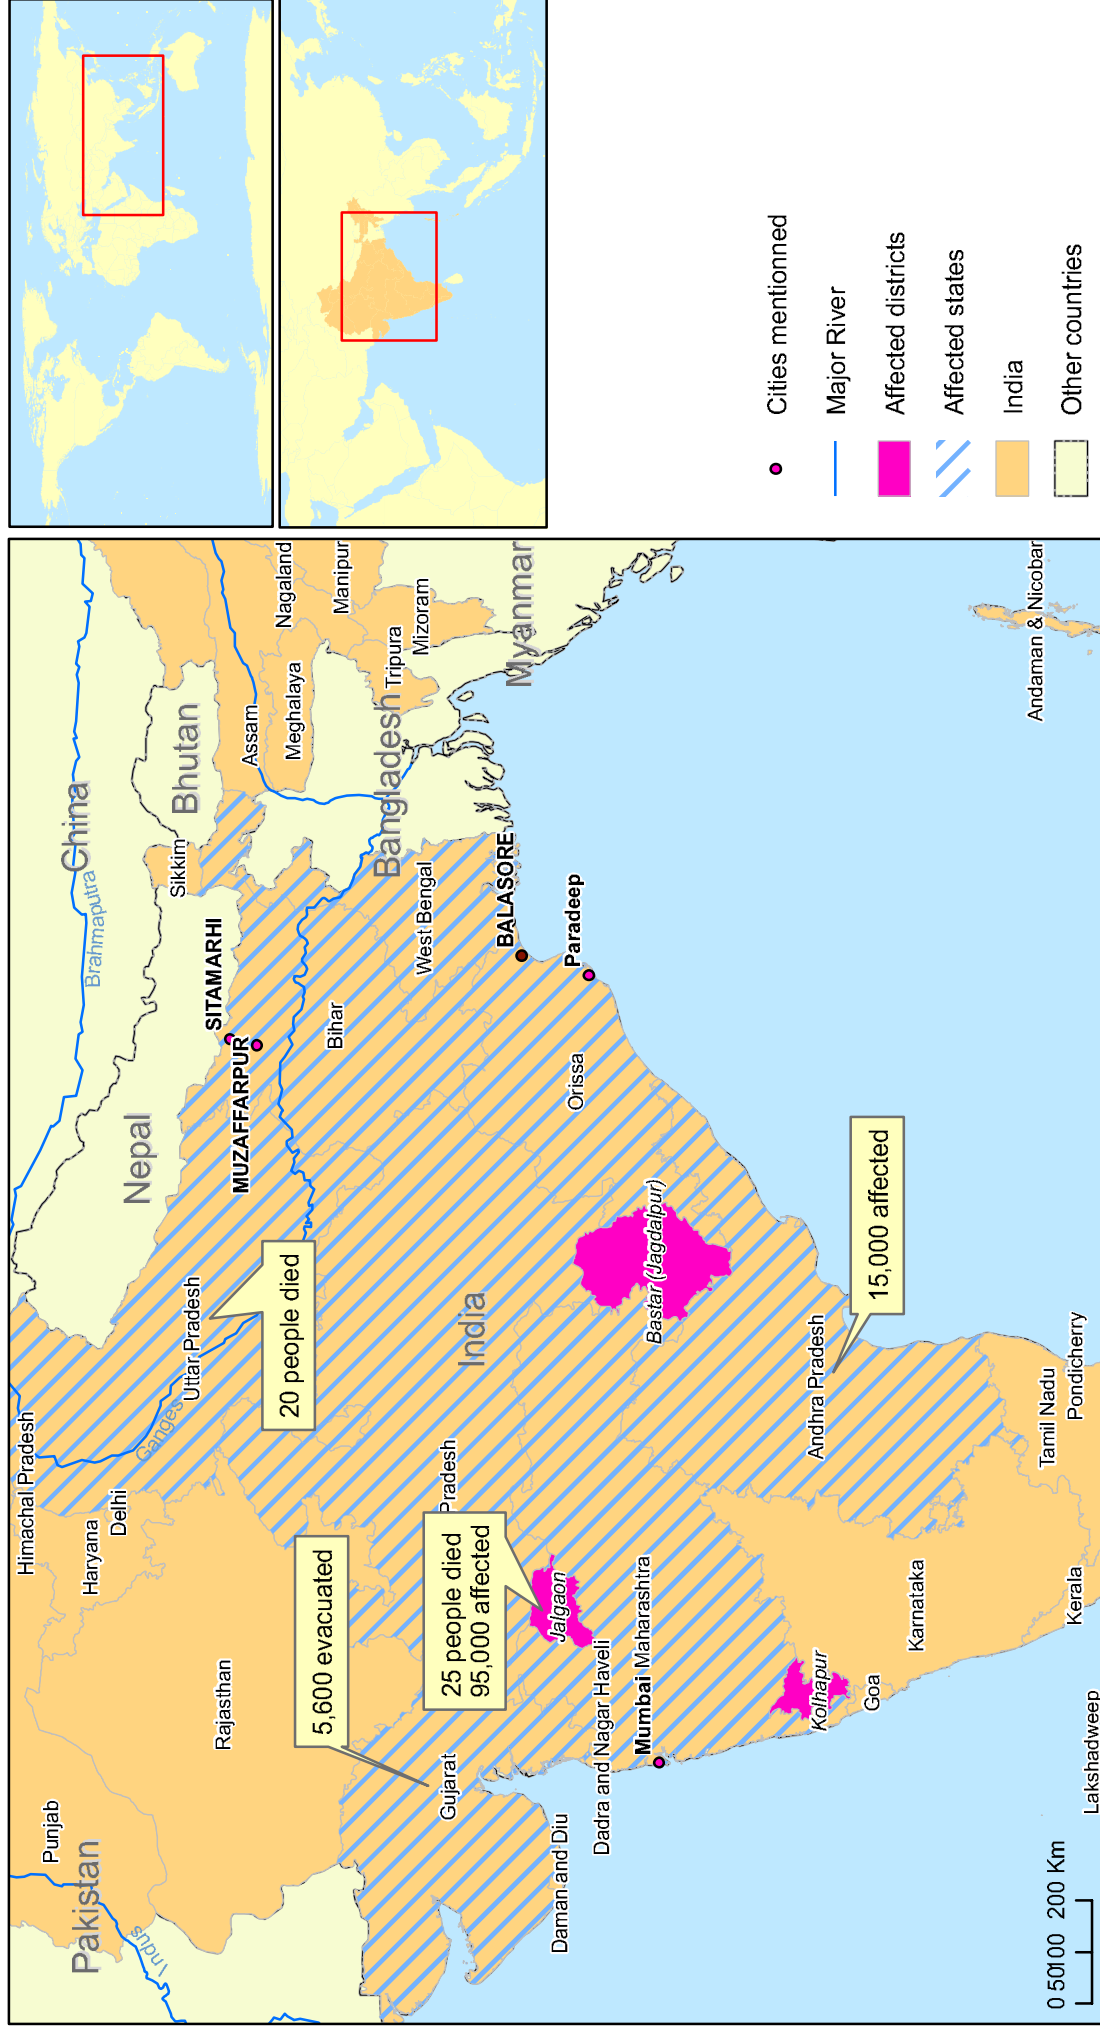 China
Brahmaputra
Himachal Pradesh
Punjab
Haryana
Delhi
Pakistan
Indus
Nepal
Bhutan
Sikkim
Assam
Nagaland
Meghalaya
Manipur
Ganges
Uttar Pradesh
SITAMARHI
MUZAFFARPUR
Rajasthan
20 people died
5,600 evacuated
Bihar
Bangladesh
Tripura
Mizoram
West Bengal
Gujarat
Pradesh
25 people died
95,000 affected
India
BALASORE
Myanmar
Jalgaon
Daman and Diu
Paradeep
Orissa
Dadra and Nagar Haveli
Mumbai
Maharashtra
Bastar (Jagdalpur)
Kolhapur
Andhra Pradesh
15,000 affected
Goa
Karnataka
Tamil Nadu
Pondicherry
Kerala
Lakshadweep
Andaman & Nicobar
0 50100 200 Km
Cities mentionned
Major River
Affected districts
Affected states
India
Other countries